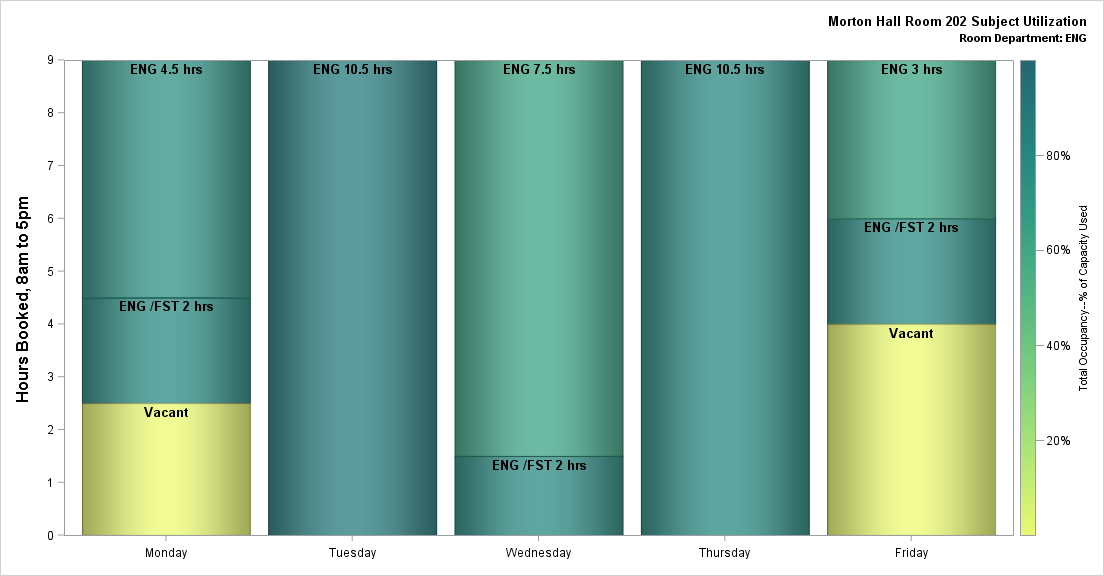 Morton Hall Room 202 Subject Utilization
Room Department: ENG
Hours Booked, 8am to 5pm
9
8
7
6
5
4
3
2
1
0
ENG 4.5 hrs
ENG /FST 2 hrs
Vacant
ENG 10.5 hrs
ENG 7.5 hrs
ENG /FST 2 hrs
ENG 10.5 hrs
ENG 3 hrs
ENG /FST 2 hrs
Vacant
Monday
Tuesday
Wednesday
Thursday
Friday
80%
60%
40%
20%
Total Occupancy--% of Capacity Used